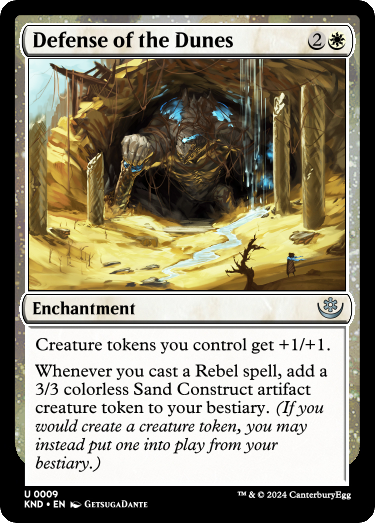 Defense of the Dunes 2
Enchantment
Creature tokens you control get +1/+1.
Whenever you cast a Rebel spell, add a
3/3 colorless Sand Construct artifact
creature token to your bestiary. (If you
would create a creature token, you may
instead put one into play from your
bestiary.)
U 0009
KND • EN GetsugaDante
™ & © 2024 CanterburyEgg